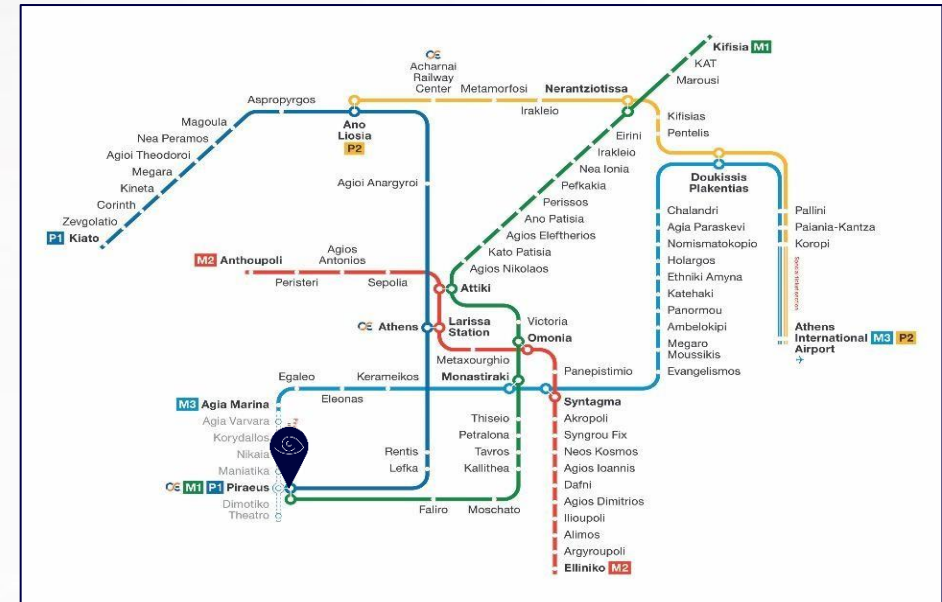 Kifisia M1
KAT
Marousi
Œ
Acharnai
Railway
Center
Metamorfosi
Nerantziotissa
Irakleio
Aspropyrgos
Magoula
Nea Peramos
Agioi Theodoroi
Megara
Kineta
Corinth
Zevgolatio
P1 Kiato
Ano
Liosia
P2
Agioi Anargyroi
Kifisias
Pentelis
Eirini
Irakleio
Nea Ionia
Pefkakia
Perissos
Ano Patisia
Agios Eleftherios
Kato Patisia
Agios Nikolaos
Doukissis
Plakentias
Chalandri
Agia Paraskevi
Nomismatokopio
Holargos
Ethniki Amyna
Katehaki
Panormou
Ambelokipi
Megaro
Moussikis
Evangelismos
Pallini
Paiania-Kantza
Koropi
Athens
International M3 P2
Airport
M2 Anthoupoli
Peristeri
Agios
Antonios
Sepolia
Attiki
Œ Athens
Larissa
Station
Victoria
Omonia
Metaxourghio
Monastiraki
Panepistimio
Syntagma
Egaleo
Eleonas
Kerameikos
M3 Agia Marina
Agia Varvara
Korydallos
Nikaia
Maniatika
Œ M1 P1 Piraeus
Dimotiko
Theatro
Rentis
Lefka
Thiseio
Petralona
Tavros
Kallithea
Faliro
Moschato
Akropoli
Syngrou Fix
Neos Kosmos
Agios Ioannis
Dafni
Agios Dimitrios
Ilioupoli
Alimos
Argyroupoli
Elliniko M2